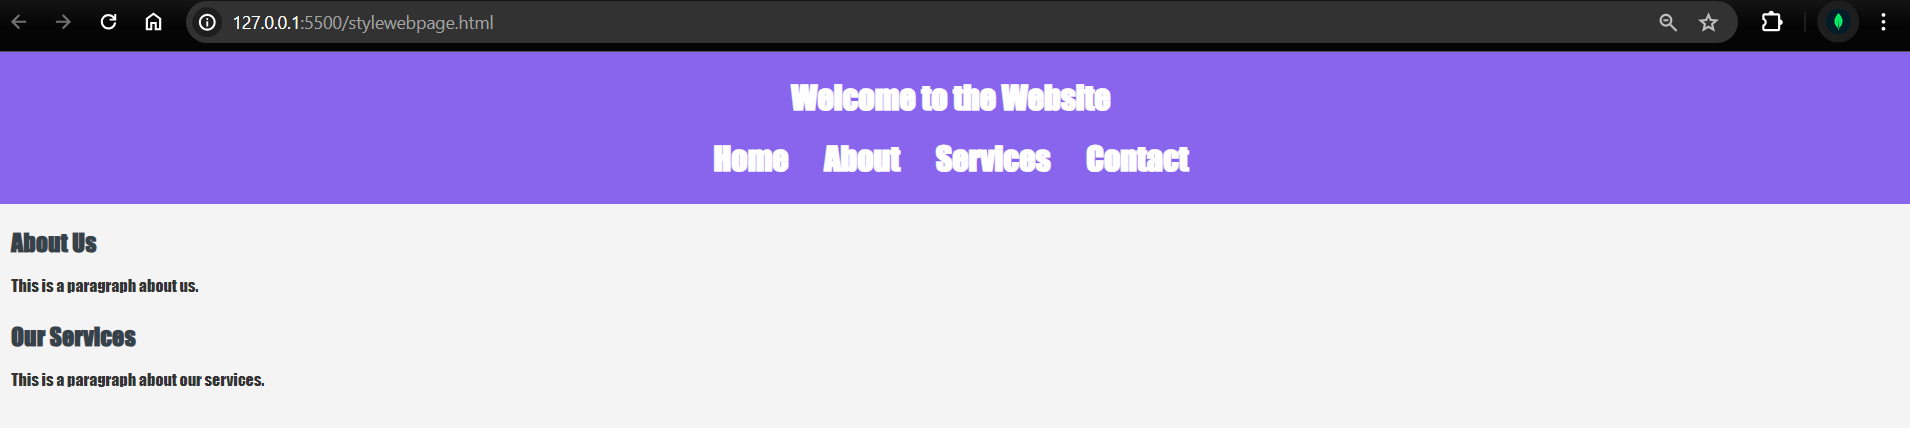 127.0.0.1:5500/stylewebpage.html
Welcome to the Website
Home About Services Contact
About Us
This is a paragraph about us.
Our Services
This is a paragraph about our services.